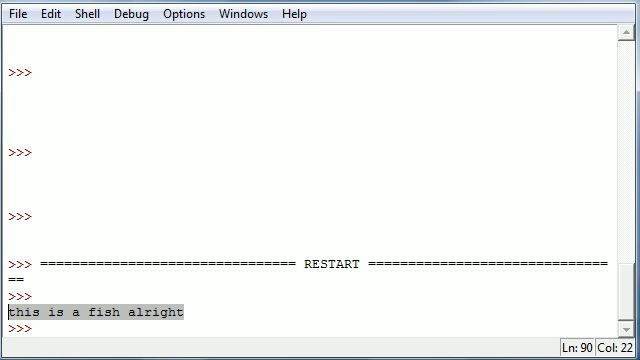 File Edit Shell Debug Options Windows Help
>>>
>>>
>>>
>>> ================================ RESTART ==============================
==
>>>
this is a fish alright
>>>
Ln: 90 Col: 22